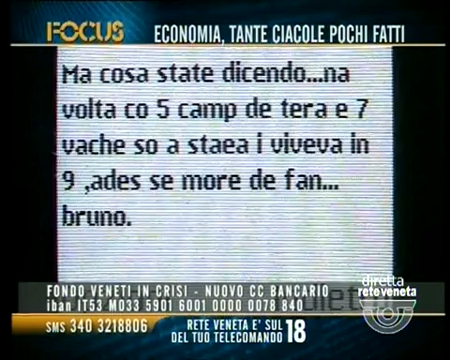 FOCUS
ECONOMIA, TANTE CIACOLE POCHI FATTI
Ma cosa state dicendo...na
volta co 5 camp de tera e 7
vache so a staea i viveva in
9 ,ades se more de fan...
bruno.
FONDO VENETI IN CRISI - NUOVO CC BANCARIO
iban IT53 M033 5901 6001 0000 0078 840
diretta
reteveneta
SMS 340 3218806
RETE VENETA E' SUL
DEL TUO TELECOMANDO
18